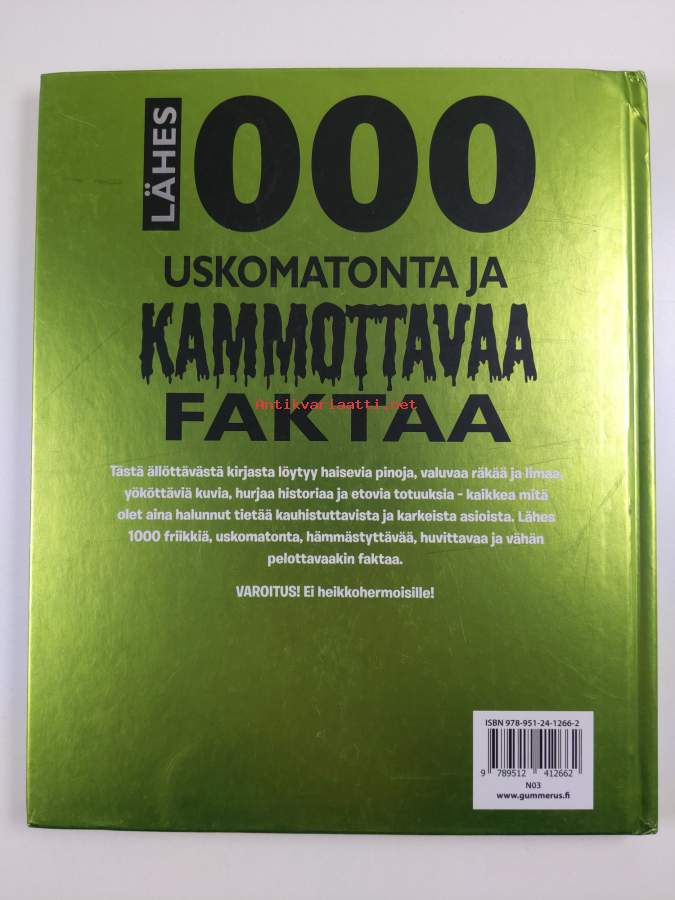 LÄHES
1000
USKOMATONTA JA
KAMMOTTAVAA
Antikvariaatti.net
FAKTAA
Tästä ällöttävästä kirjasta löytyy haisevia pinoja, valuvaa räkää ja limaa,
yököttäviä kuvia, hurjaa historiaa ja etovia totuuksia - kaikkea mitä
olet aina halunnut tietää kauhistuttavista ja karkeista asioista. Lähes
1000 friikkiä, uskomatonta, hämmästyttävää, huvittavaa ja vähän
pelottavaakin faktaa.
VAROITUS! Ei heikkohermoisille!
ISBN 978-951-24-1266-2
9 789512 412662
N03
www.gummerus.fi